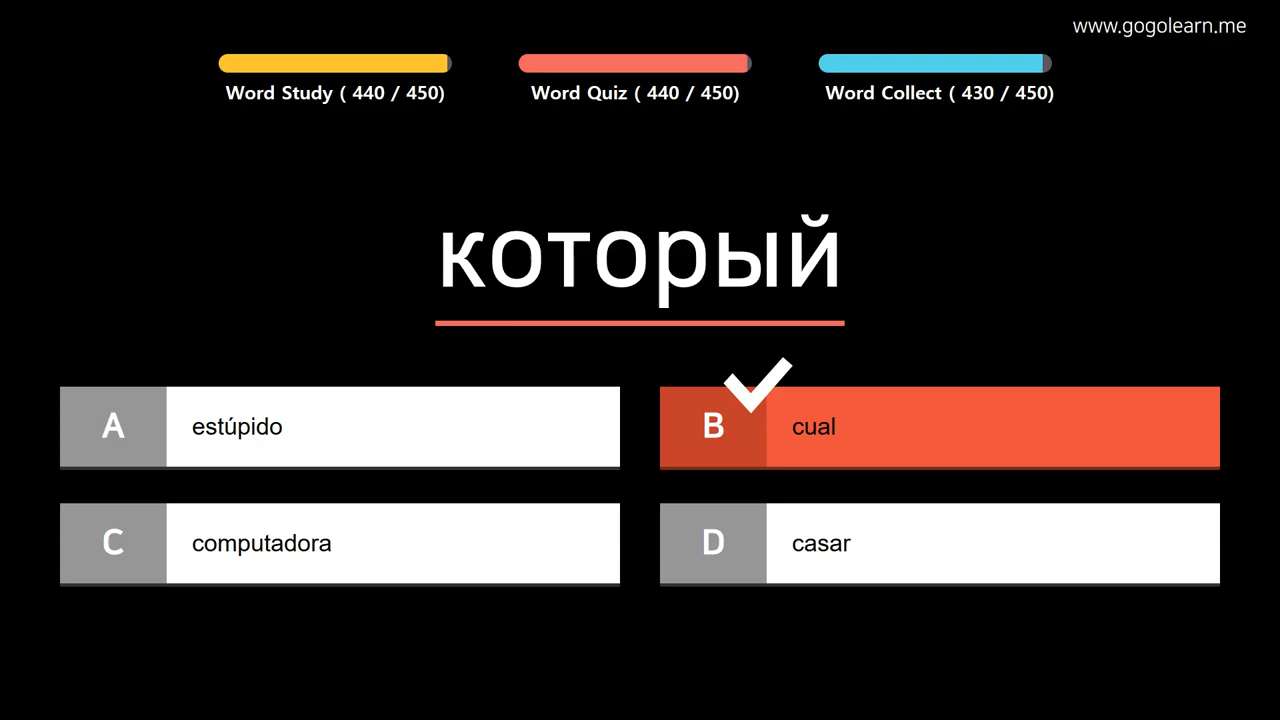 www.gogolearn.me
Word Study ( 440 / 450)
Word Quiz ( 440 / 450)
Word Collect ( 430 / 450)
который
A estúpido
B cual
C computadora
D casar